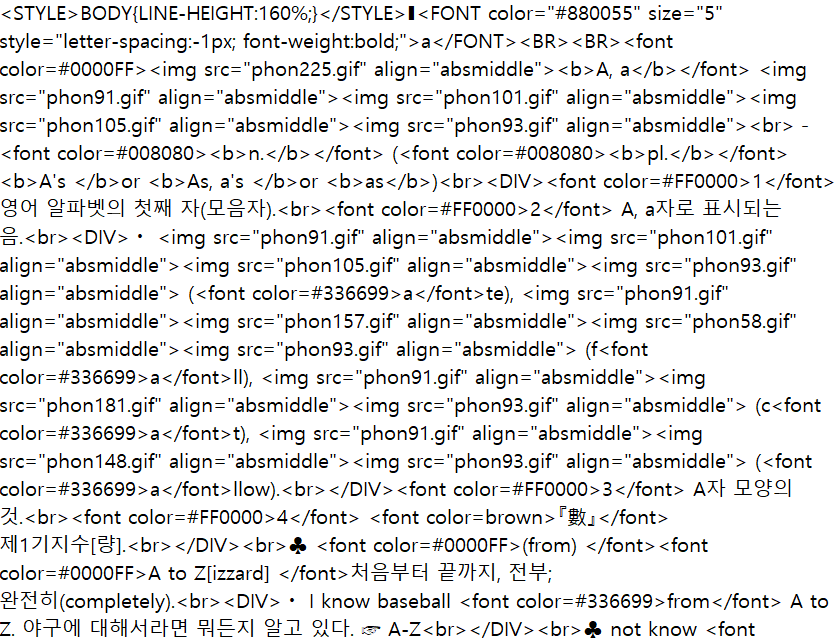 <STYLE>BODY{LINE-HEIGHT:160%;}</STYLE>▮<FONT color="#880055" size="5"
style="letter-spacing:-1px; font-weight:bold;">a</FONT><BR><BR><font
color=#0000FF><img src="phon225.gif" align="absmiddle"><b>A, a</b></font> <img
src="phon91.gif" align="absmiddle"><img src="phon101.gif" align="absmiddle"><img
src="phon105.gif" align="absmiddle"><img src="phon93.gif" align="absmiddle"><br> -
<font color=#008080><b>n.</b></font> (<font color=#008080><b>pl.</b></font>
<b>A's </b>or <b>As, a's </b>or <b>as</b>)<br><DIV><font color=#FF0000>1</font>
영어 알파벳의 첫째 자(모음자).<br><font color=#FF0000>2</font> A, a자로 표시되는
음.<br><DIV>・ <img src="phon91.gif" align="absmiddle"><img src="phon101.gif"
align="absmiddle"><img src="phon105.gif" align="absmiddle"><img src="phon93.gif"
align="absmiddle"> (<font color=#336699>a</font>te), <img src="phon91.gif"
align="absmiddle"><img src="phon157.gif" align="absmiddle"><img src="phon58.gif"
align="absmiddle"><img src="phon93.gif" align="absmiddle"> (f<font
color=#336699>a</font>ll), <img src="phon91.gif" align="absmiddle"><img
src="phon181.gif" align="absmiddle"><img src="phon93.gif" align="absmiddle"> (c<font
color=#336699>a</font>t), <img src="phon91.gif" align="absmiddle"><img
src="phon148.gif" align="absmiddle"><img src="phon93.gif" align="absmiddle"> (<font
color=#336699>a</font>llow).<br></DIV><font color=#FF0000>3</font> A자 모양의
것.<br><font color=#FF0000>4</font> <font color=brown>『數』</font>
제1기지수[량].<br></DIV><br>♣ <font color=#0000FF>(from) </font><font
color=#0000FF>A to Z[izzard] </font>처음부터 끝까지, 전부;
완전히(completely).<br><DIV>・ I know baseball <font color=#336699>from</font> A to
Z. 야구에 대해서라면 뭐든지 알고 있다. ☞ A-Z<br></DIV><br>♣ not know <font